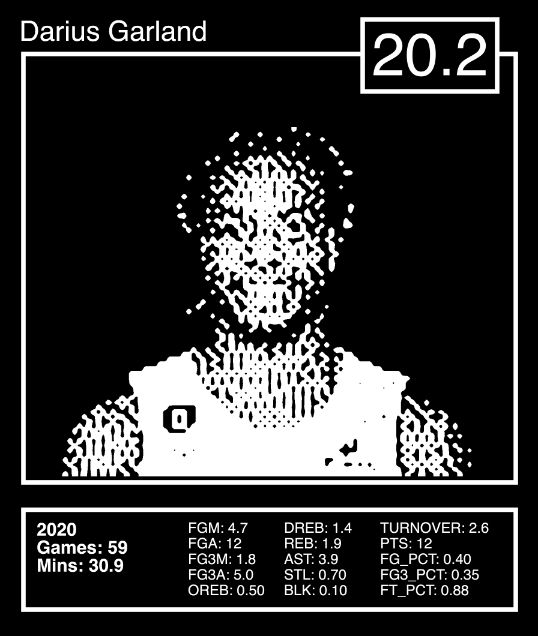 Darius Garland
20.2
0
2020
Games: 59
Mins: 30.9
FGM: 4.7
FGA: 12
FG3M: 1.8
FG3A: 5.0
OREB: 0.50
DREB: 1.4
REB: 1.9
AST: 3.9
STL: 0.70
BLK: 0.10
TURNOVER: 2.6
PTS: 12
FG_PCT: 0.40
FG3_PCT: 0.35
FT_PCT: 0.88